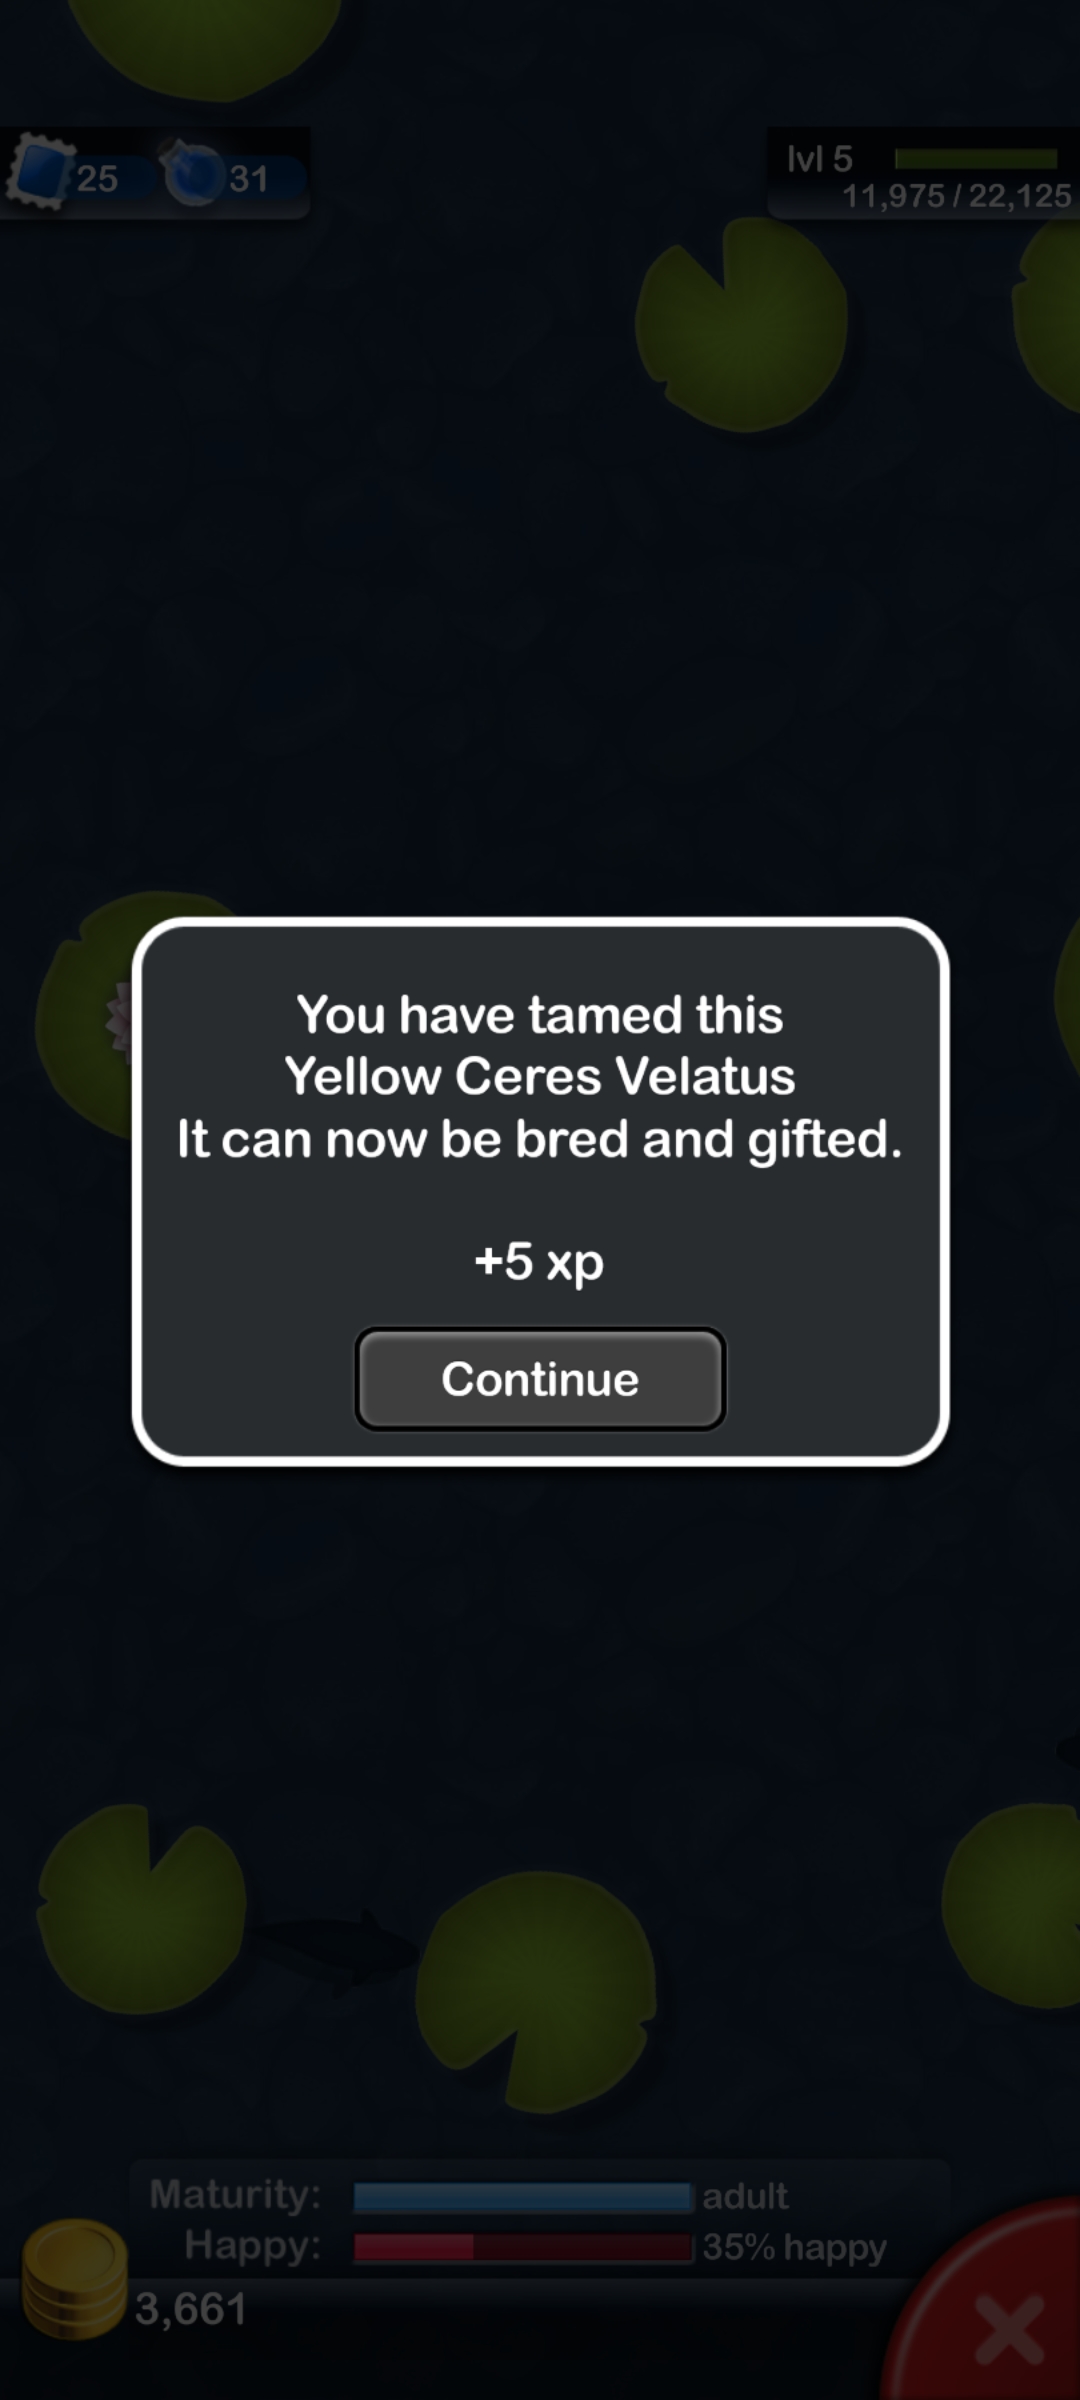 25 31
lvl 5
11,975 / 22,125
You have tamed this
Yellow Ceres Velatus
It can now be bred and gifted.
+5 xp
Continue
Maturity: adult
Happy: 35% happy
3,661